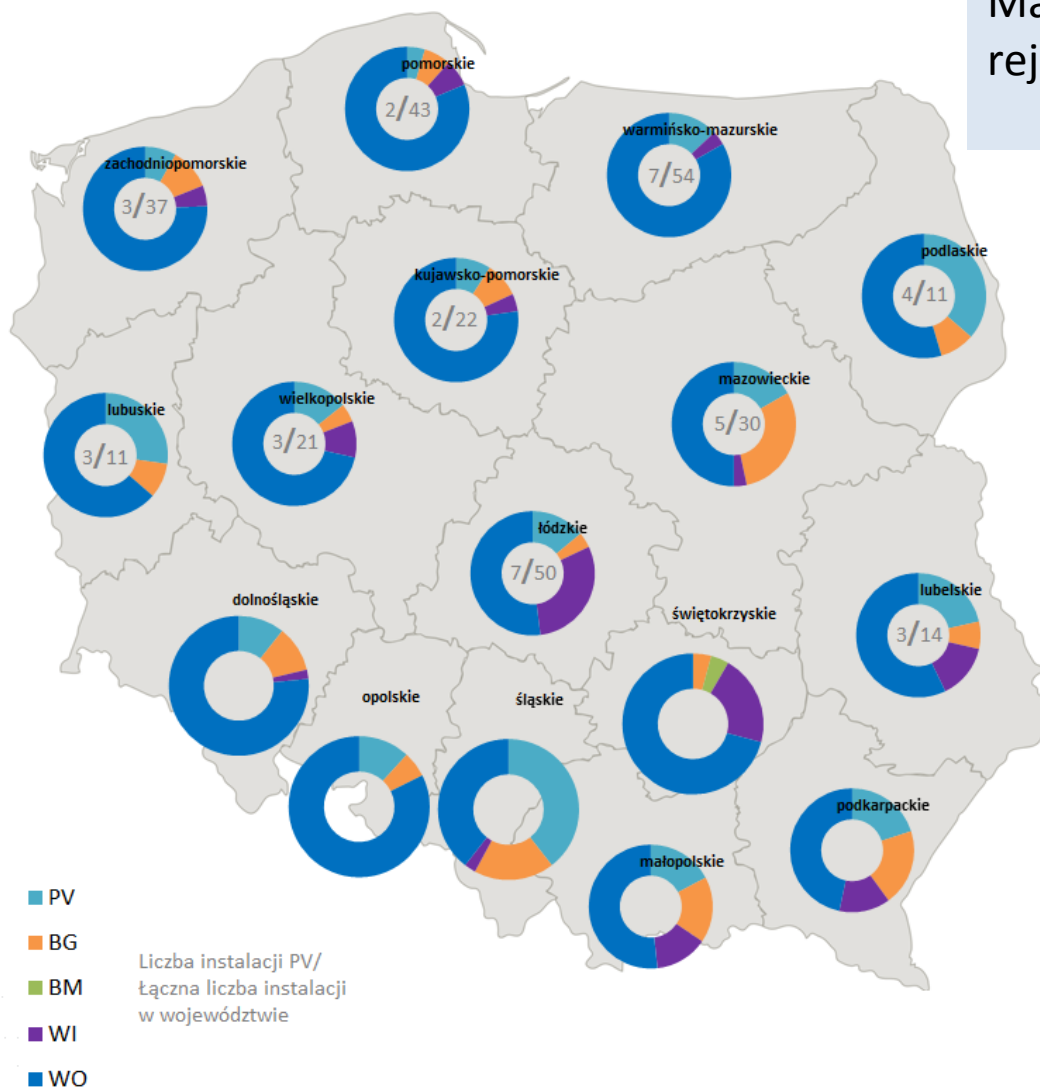 Ma
rej
pomorskie
2/43
warmińsko-mazurskie
7/54
zachodniopomorskie
3/37
podlaskie
4/11
kujawsko-pomorskie
2/22
mazowieckie
5/30
wielkopolskie
3/21
lubuskie
3/11
łódzkie
7/50
lubelskie
3/14
dolnośląskie
świętokrzyskie
opolskie
śląskie
podkarpackie
małopolskie
PV
BG
BM
WI
WO
Liczba instalacji PV/
Łączna liczba instalacji
w województwie